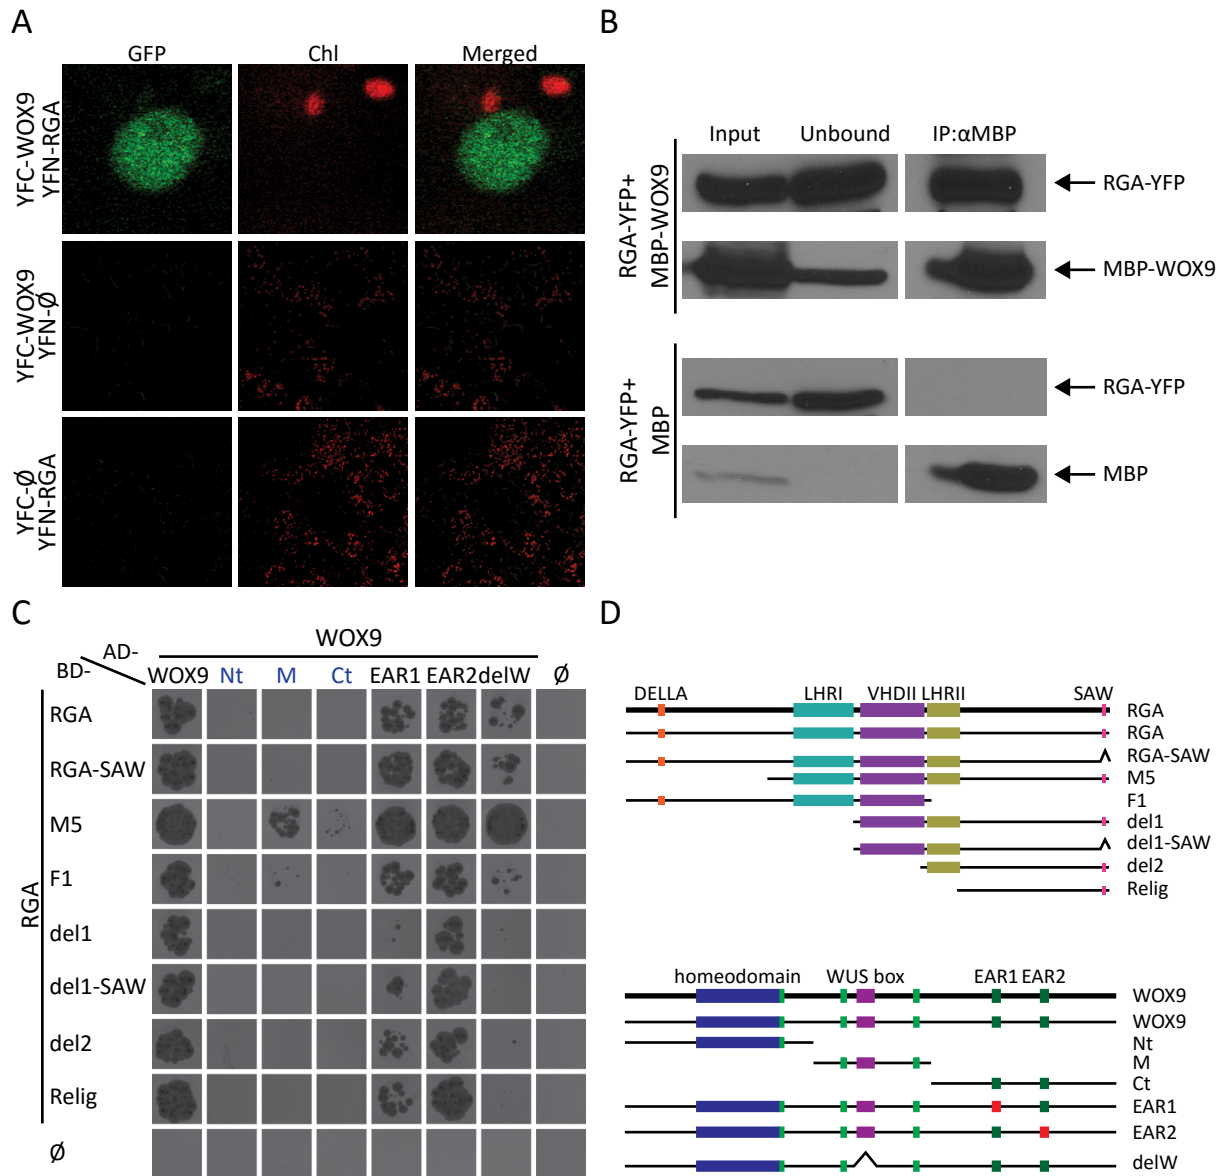 A
GFP Chl Merged
YFC-WOX9
YFN-RGA
YFC-WOX9
YFN-Ø
YFC-Ø
YFN-RGA
B
Input Unbound IP:αMBP
RGA-YFP+
MBP-WOX9
RGA-YFP
MBP-WOX9
RGA-YFP+
MBP
RGA-YFP
MBP
C
WOX9
AD-
BD-
WOX9 Nt M Ct EAR1 EAR2 delW Ø
RGA
RGA
RGA-SAW
M5
F1
del1
del1-SAW
del2
Relig
Ø
D
DELLA LHRI VHDII LHRII SAW
RGA
RGA
RGA-SAW
M5
F1
del1
del1-SAW
del2
Relig
homeodomain WUS box EAR1 EAR2
WOX9
WOX9
Nt
M
Ct
EAR1
EAR2
delW